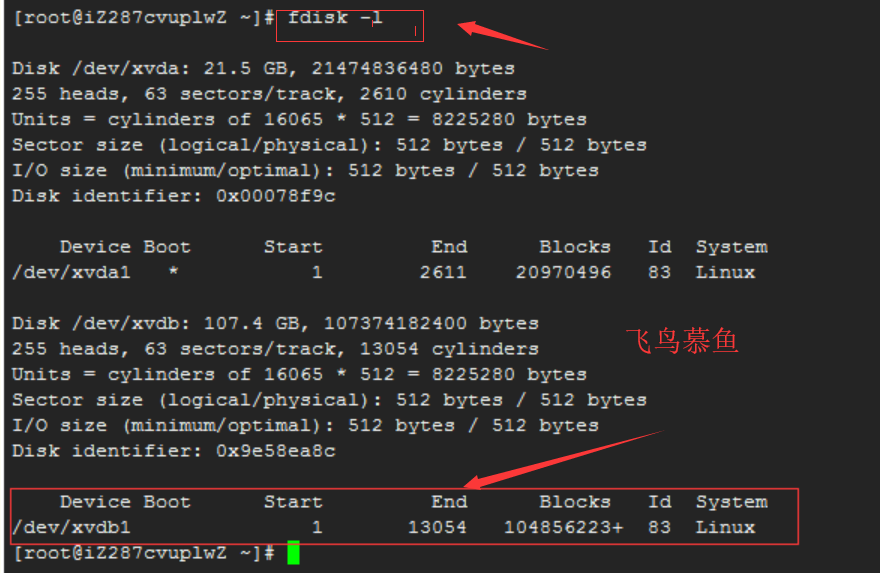 [root@iZ287cvuplwZ ~]# fdisk -l
Disk /dev/xvda: 21.5 GB, 21474836480 bytes
255 heads, 63 sectors/track, 2610 cylinders
Units = cylinders of 16065 * 512 = 8225280 bytes
Sector size (logical/physical): 512 bytes / 512 bytes
I/O size (minimum/optimal): 512 bytes / 512 bytes
Disk identifier: 0x00078f9c
Device Boot Start End Blocks Id System
/dev/xvda1 * 1 2611 20970496 83 Linux
Disk /dev/xvdb: 107.4 GB, 107374182400 bytes
飞鸟慕鱼
255 heads, 63 sectors/track, 13054 cylinders
Units = cylinders of 16065 * 512 = 8225280 bytes
Sector size (logical/physical): 512 bytes / 512 bytes
I/O size (minimum/optimal): 512 bytes / 512 bytes
Disk identifier: 0x9e58ea8c
Device Boot Start End Blocks Id System
/dev/xvdb1 1 13054 104856223+ 83 Linux
[root@iZ287cvuplwZ ~]#